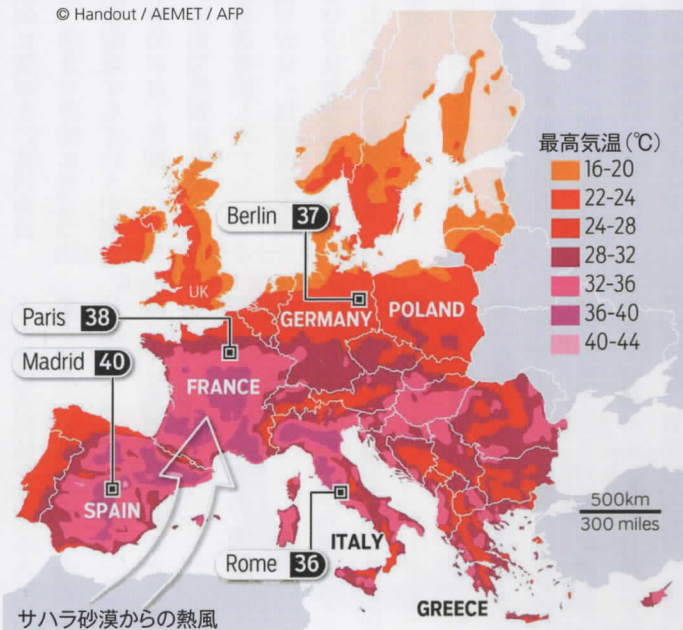 © Handout / AEMET / AFP
最高気温(℃)
16-20
22-24
24-28
28-32
32-36
36-40
40-44
Berlin 37
UK
Paris 38
GERMANY
POLAND
Madrid 40
FRANCE
SPAIN
500km
300 miles
ITALY
Rome 36
GREECE
サハラ砂漠からの熱風